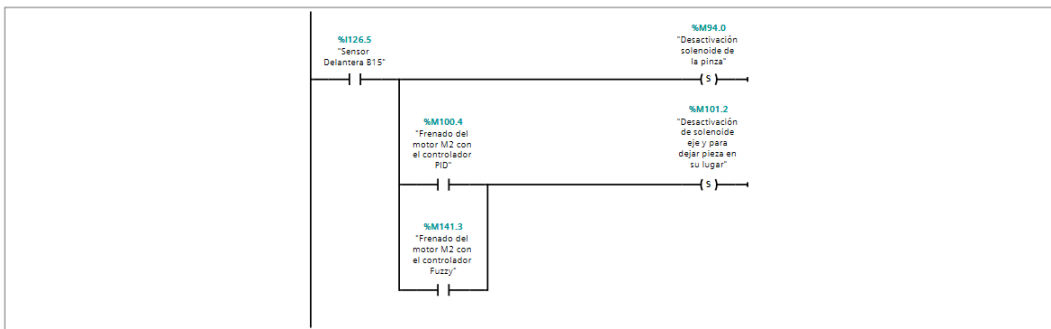 %I126.5
"Sensor
Delantera B15"
%M94.0
"Desactivación
solenoide de
la pinza"
( S )
%M100.4
"Frenado del
motor M2 con
el controlador
PID"
%M101.2
"Desactivación
de solenoide
eje y para
dejar pieza en
su lugar"
( S )
%M141.3
"Frenado del
motor M2 con
el controlador
Fuzzy"